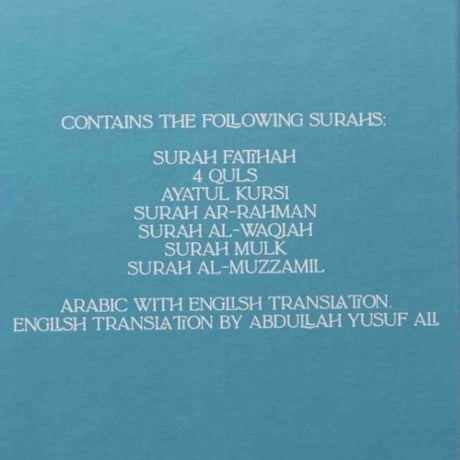 CONTAINS THE FOLLOWING SURAHS:
SURAH FATIHAH
4 QULS
AYATUL KURSI
SURAH AR-RAHMAN
SURAH AL-WAQIAH
SURAH MULK
SURAH AL-MUZZAMIL
ARABIC WITH ENGLISH TRANSLATION.
ENGLISH TRANSLATION BY ABDULLAH YUSUF ALI